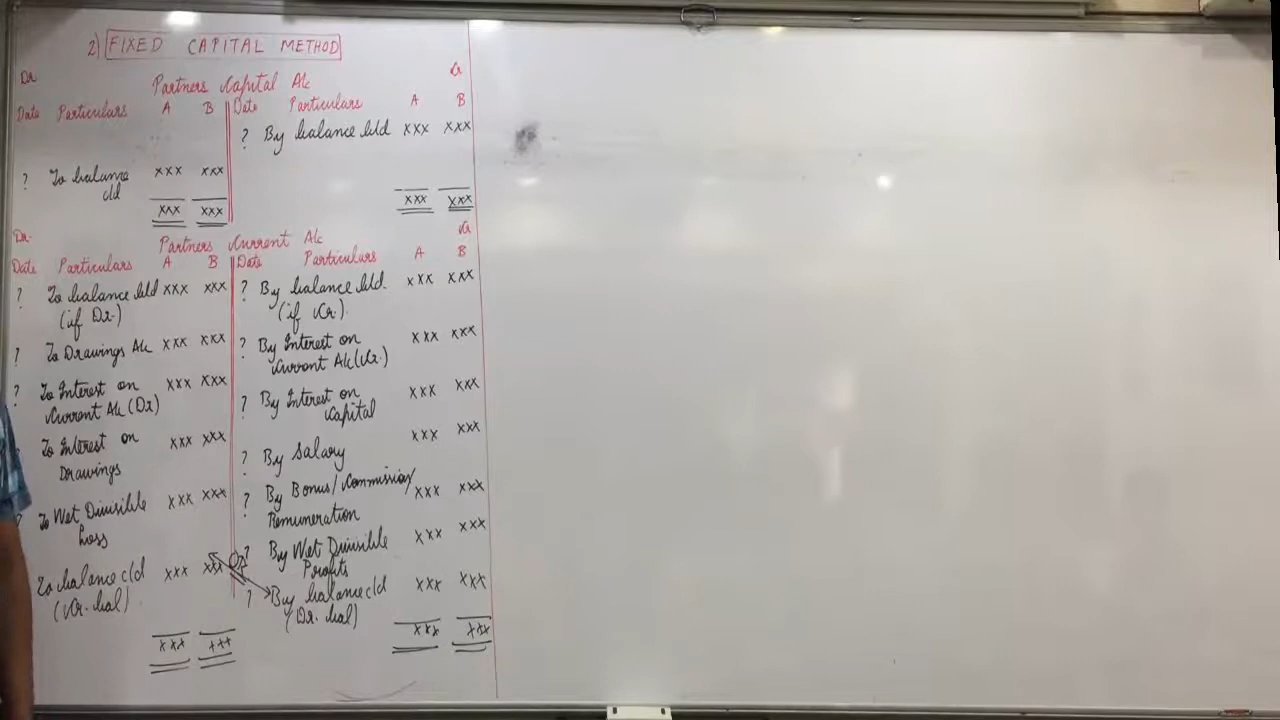 2) FIXED CAPITAL METHOD
Dr Cr
Partners Capital A/c
Date Particulars A B Date Particulars A B
? By balance b/d xxx xxx
? To balance xxx xxx
c/d
xxx xxx xxx xxx
Dr. Cr
Partners Current A/c
Date Particulars A B Date Particulars A B
? To balance b/d xxx xxx ? By balance b/d. xxx xxx
(if Dr.) (if Cr.)
? To Drawings A/c xxx xxx ? By Interest on xxx xxx
Current A/c (Cr.)
? To Interest on xxx xxx ? By Interest on xxx xxx
Current A/c (Dr) Capital
To Interest on xxx xxx ? By Salary xxx xxx
Drawings
? To Net Divisible xxx xxx ? By Bonus/Commission/ xxx xxx
Loss Remuneration
? By Net Divisible xxx xxx
Profits
To balance c/d xxx xxx Or ? By balance c/d xxx xxx
(Cr. bal) (Dr. bal)
xxx xxx xxx xxx